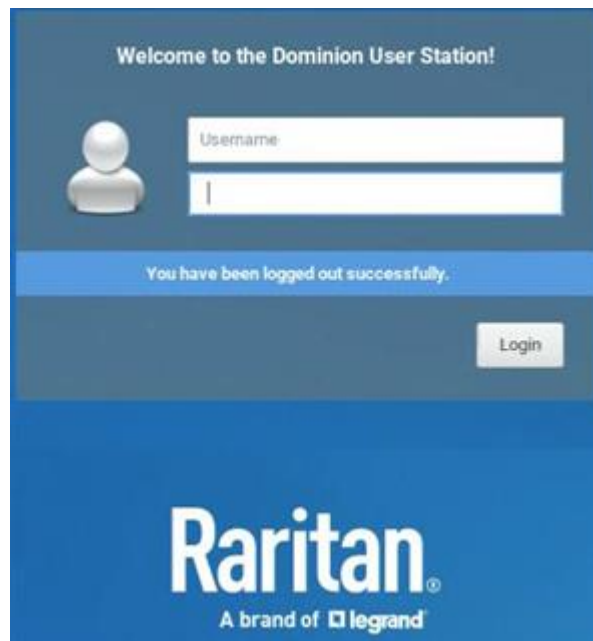 Welcome to the Dominion User Station!
Username
You have been logged out successfully.
Login
Raritan®
A brand of legrand®